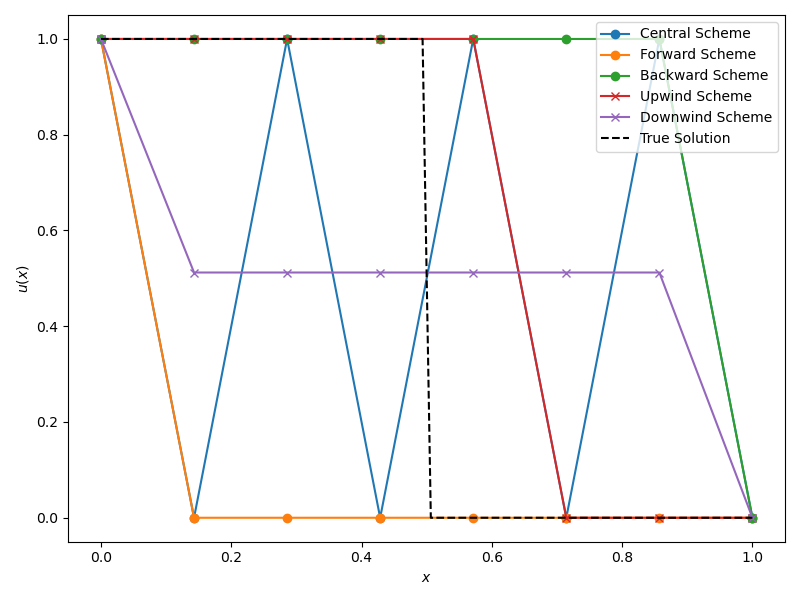 Central Scheme
Forward Scheme
Backward Scheme
Upwind Scheme
Downwind Scheme
True Solution
1.0
0.8
0.6
0.4
0.2
0.0
u(x)
0.0 0.2 0.4 0.6 0.8 1.0
x